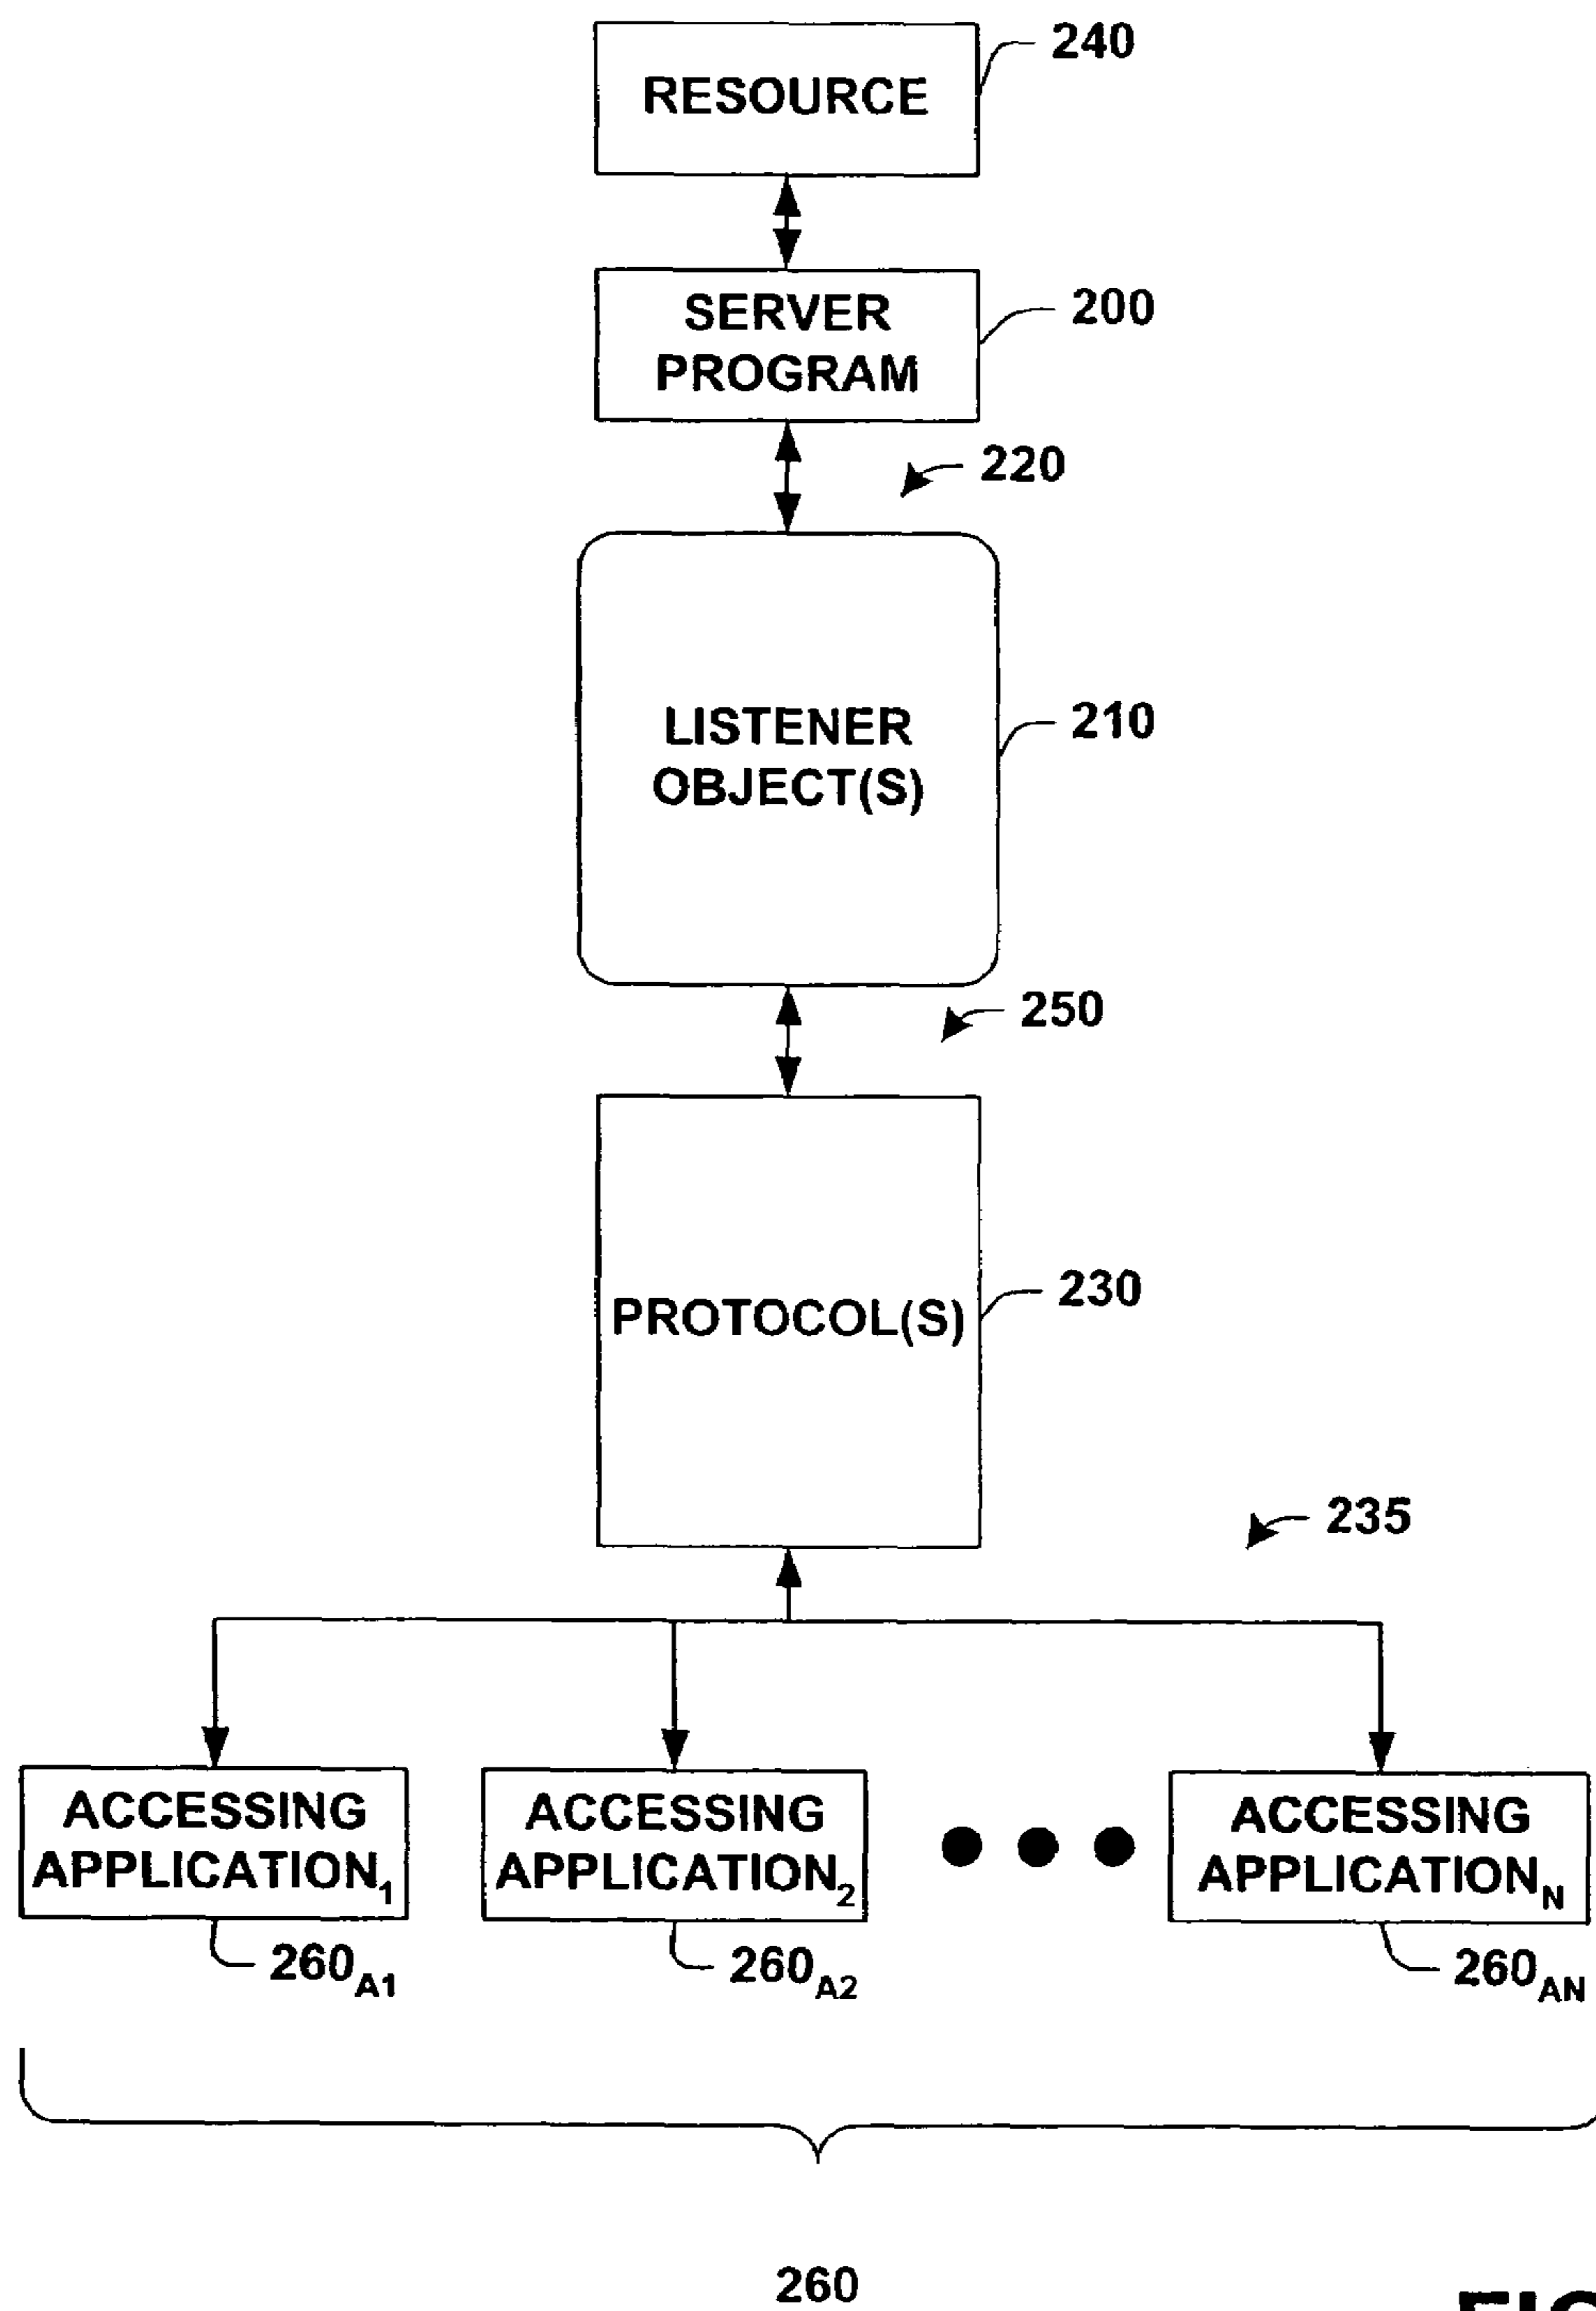 RESOURCE
240
SERVER
PROGRAM
200
220
LISTENER
OBJECT(S)
210
250
PROTOCOL(S)
230
235
ACCESSING
APPLICATION1
260A1
ACCESSING
APPLICATION2
260A2
ACCESSING
APPLICATIONN
260AN
260